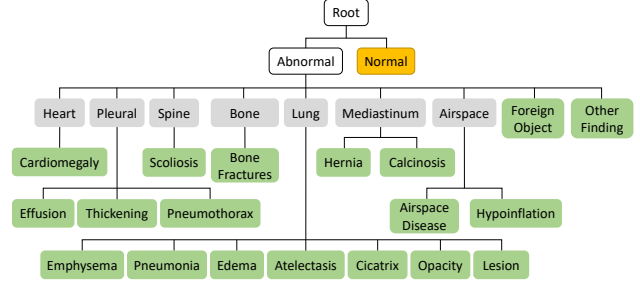 Root
Abnormal
Normal
Heart
Pleural
Spine
Bone
Lung
Mediastinum
Airspace
Foreign
Object
Other
Finding
Cardiomegaly
Scoliosis
Bone
Fractures
Hernia
Calcinosis
Effusion
Thickening
Pneumothorax
Airspace
Disease
Hypoinflation
Emphysema
Pneumonia
Edema
Atelectasis
Cicatrix
Opacity
Lesion